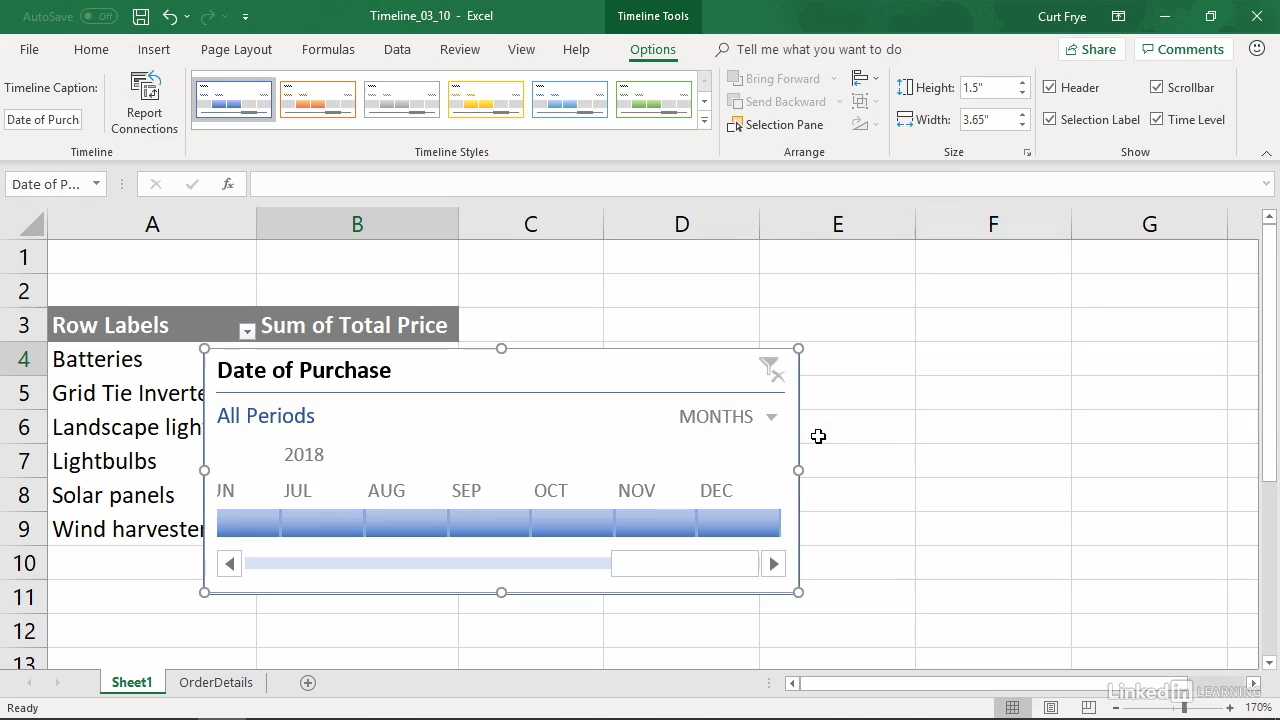 AutoSave Off Timeline_03_10 - Excel Timeline Tools Curt Frye
File Home Insert Page Layout Formulas Data Review View Help Options Tell me what you want to do Share Comments
Timeline Caption:
Date of Purch
Report
Connections
Timeline
Timeline Styles
Bring Forward
Send Backward
Selection Pane
Arrange
Height: 1.5"
Width: 3.65"
Size
Header Scrollbar
Selection Label Time Level
Show
Date of P... fx
A B C D E F G
1
2
3 Row Labels Sum of Total Price
4 Batteries
5 Grid Tie Inverte
6 Landscape ligh
7 Lightbulbs
8 Solar panels
9 Wind harvester
10
11
12
13
Date of Purchase
All Periods MONTHS
2018
JUN JUL AUG SEP OCT NOV DEC
Sheet1 OrderDetails
Linkedin LEARNING
Ready 170%